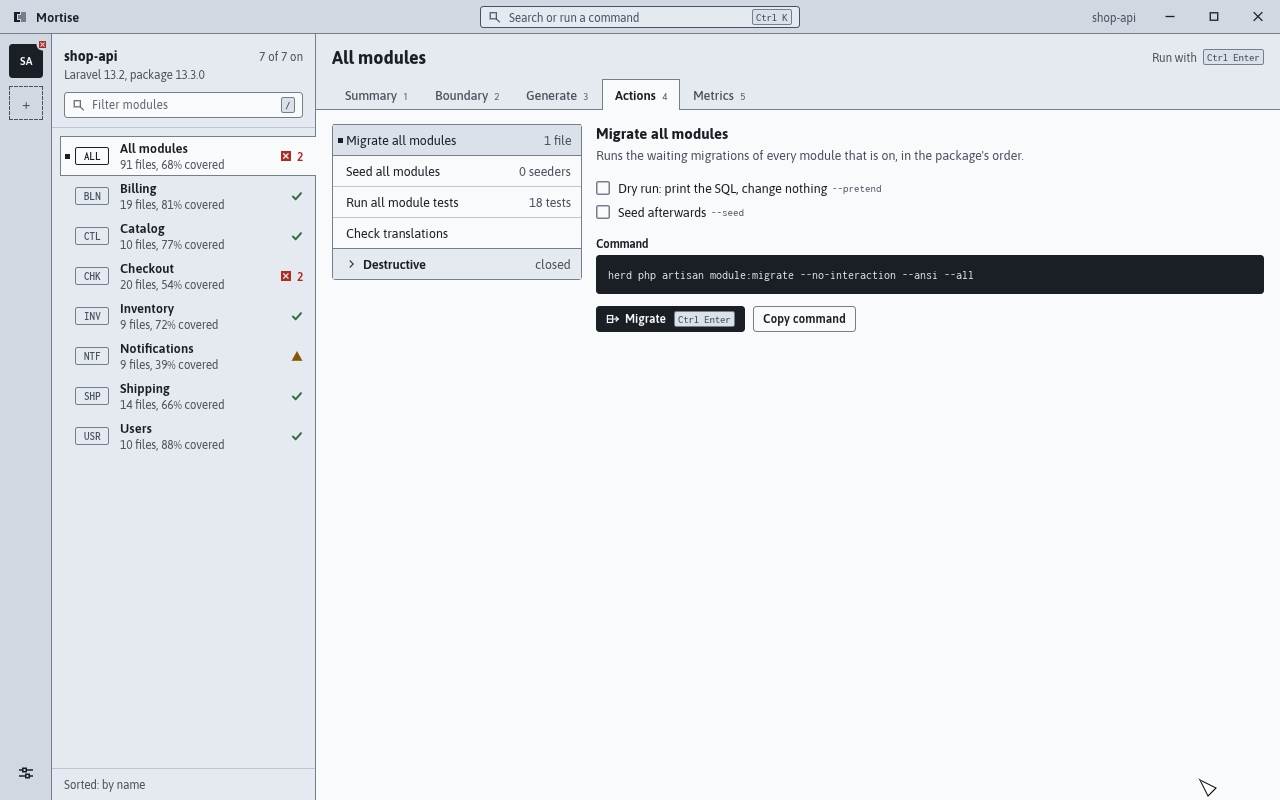 Mortise
Search or run a command
Ctrl K
shop-api
SA
+
shop-api
7 of 7 on
Laravel 13.2, package 13.3.0
Filter modules
/
ALL
All modules
91 files, 68% covered
2
BLN
Billing
19 files, 81% covered
CTL
Catalog
10 files, 77% covered
CHK
Checkout
20 files, 54% covered
2
INV
Inventory
9 files, 72% covered
NTF
Notifications
9 files, 39% covered
SHP
Shipping
14 files, 66% covered
USR
Users
10 files, 88% covered
Sorted: by name
All modules
Run with Ctrl Enter
Summary 1
Boundary 2
Generate 3
Actions 4
Metrics 5
Migrate all modules 1 file
Seed all modules 0 seeders
Run all module tests 18 tests
Check translations
Destructive closed
Migrate all modules
Runs the waiting migrations of every module that is on, in the package's order.
Dry run: print the SQL, change nothing --pretend
Seed afterwards --seed
Command
herd php artisan module:migrate --no-interaction --ansi --all
Migrate Ctrl Enter
Copy command